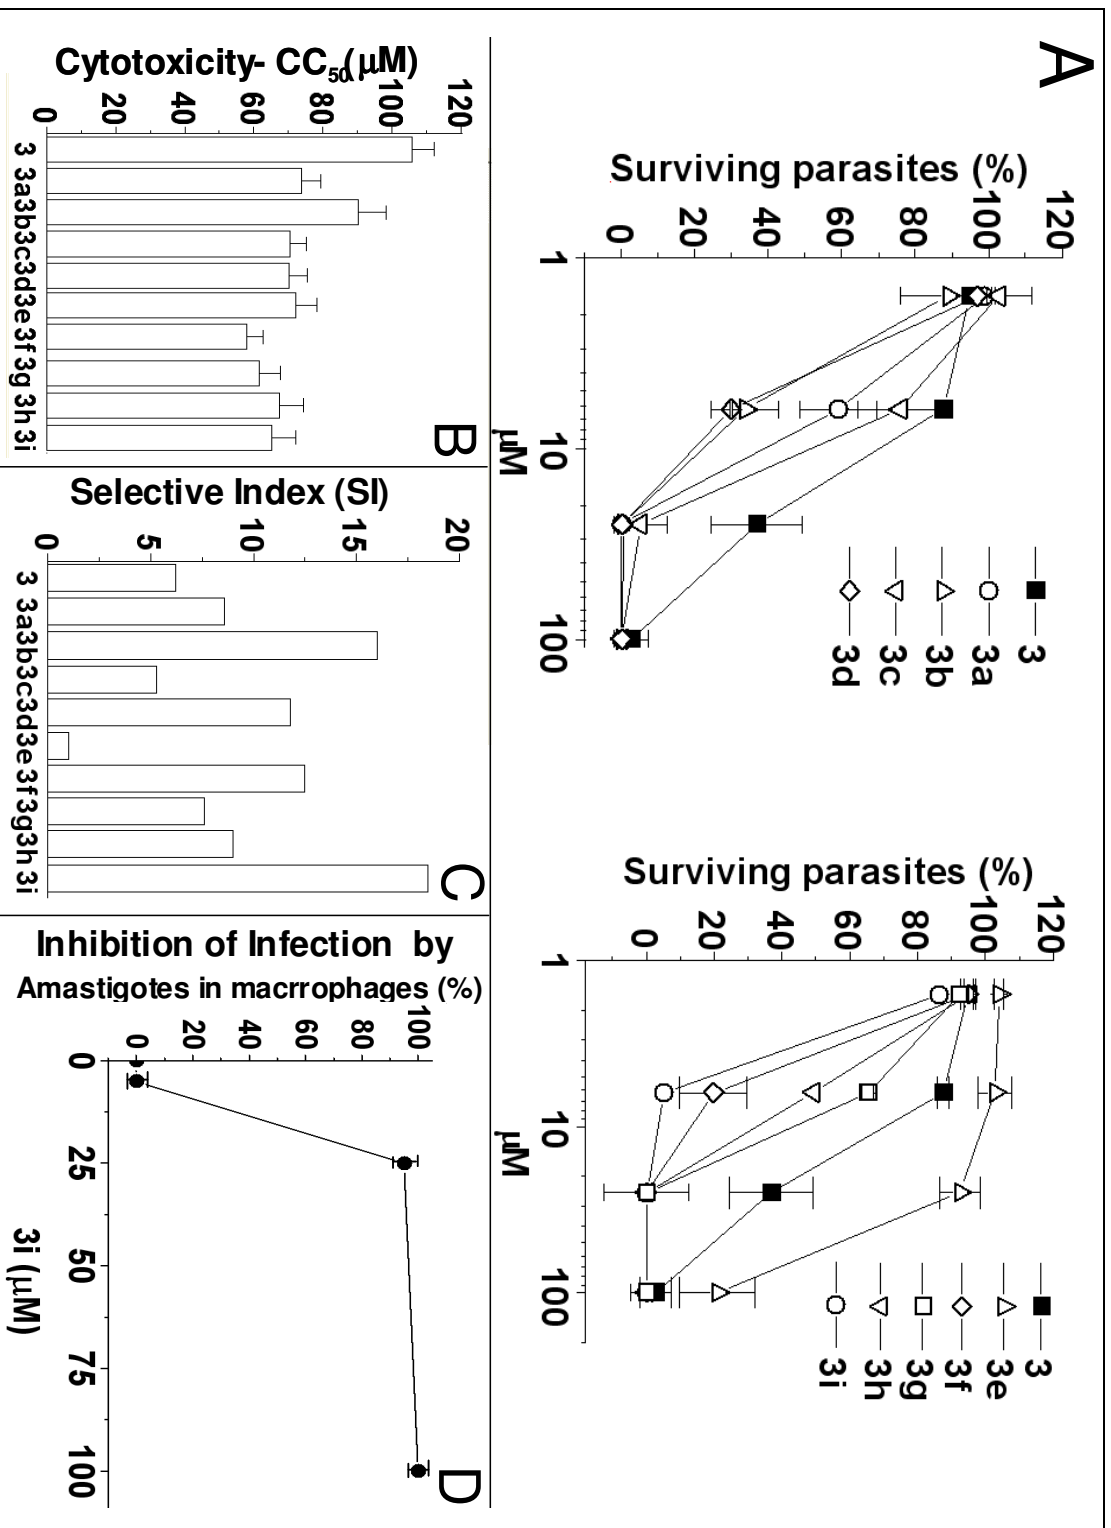 A
Surviving parasites (%)
120
100
80
60
40
20
0
1
10
100
μM
3
3a
3b
3c
3d
Surviving parasites (%)
120
100
80
60
40
20
0
1
10
100
μM
3
3e
3f
3g
3h
3i
B
Cytotoxicity- CC50.(μM)
120
100
80
60
40
20
0
3 3a3b3c3d3e 3f3g3h3i
C
Selective Index (SI)
20
15
10
5
0
3 3a3b3c3d3e3f3g3h3i
D
Inhibition of Infection by
Amastigotes in macrrophages (%)
100
80
60
40
20
0
0 25 50 75 100
3i (μM)